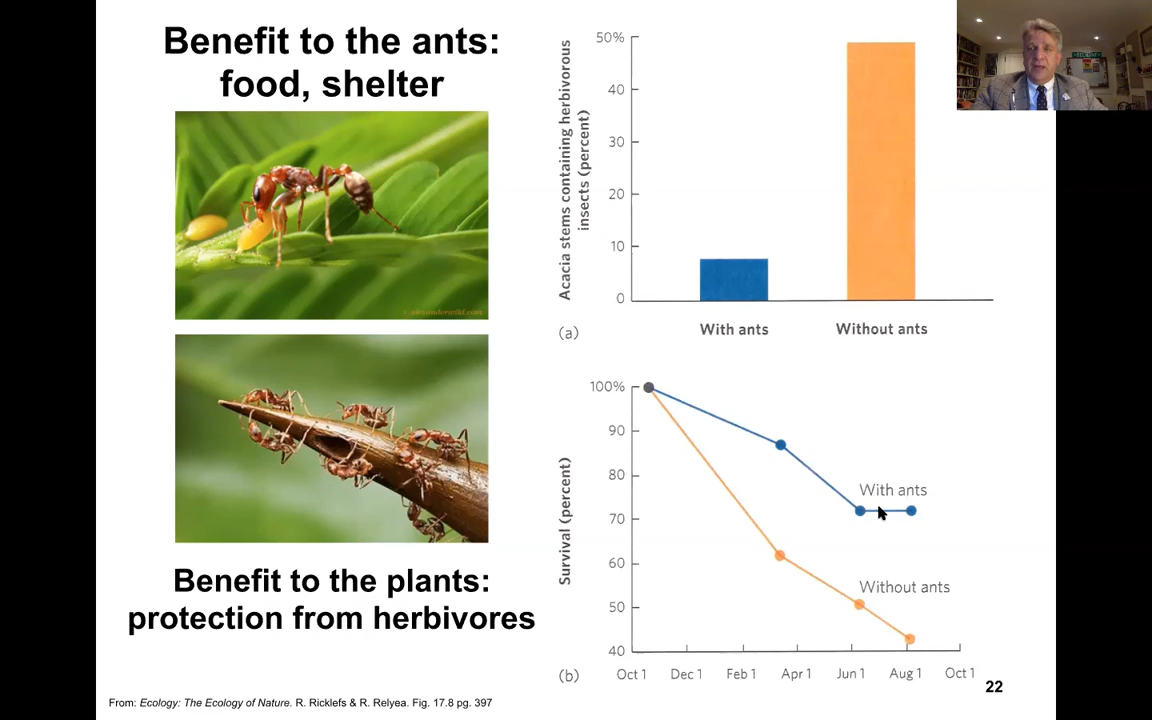 Benefit to the ants:
food, shelter
Benefit to the plants:
protection from herbivores
Acacia stems containing herbivorous
insects (percent)
50%
40
30
20
10
0
With ants
Without ants
(a)
Survival (percent)
100%
90
80
70
60
50
40
With ants
Without ants
Oct 1
Dec 1
Feb 1
Apr 1
Jun 1
Aug 1
Oct 1
(b)
22
From: Ecology: The Ecology of Nature. R. Ricklefs & R. Relyea. Fig. 17.8 pg. 397